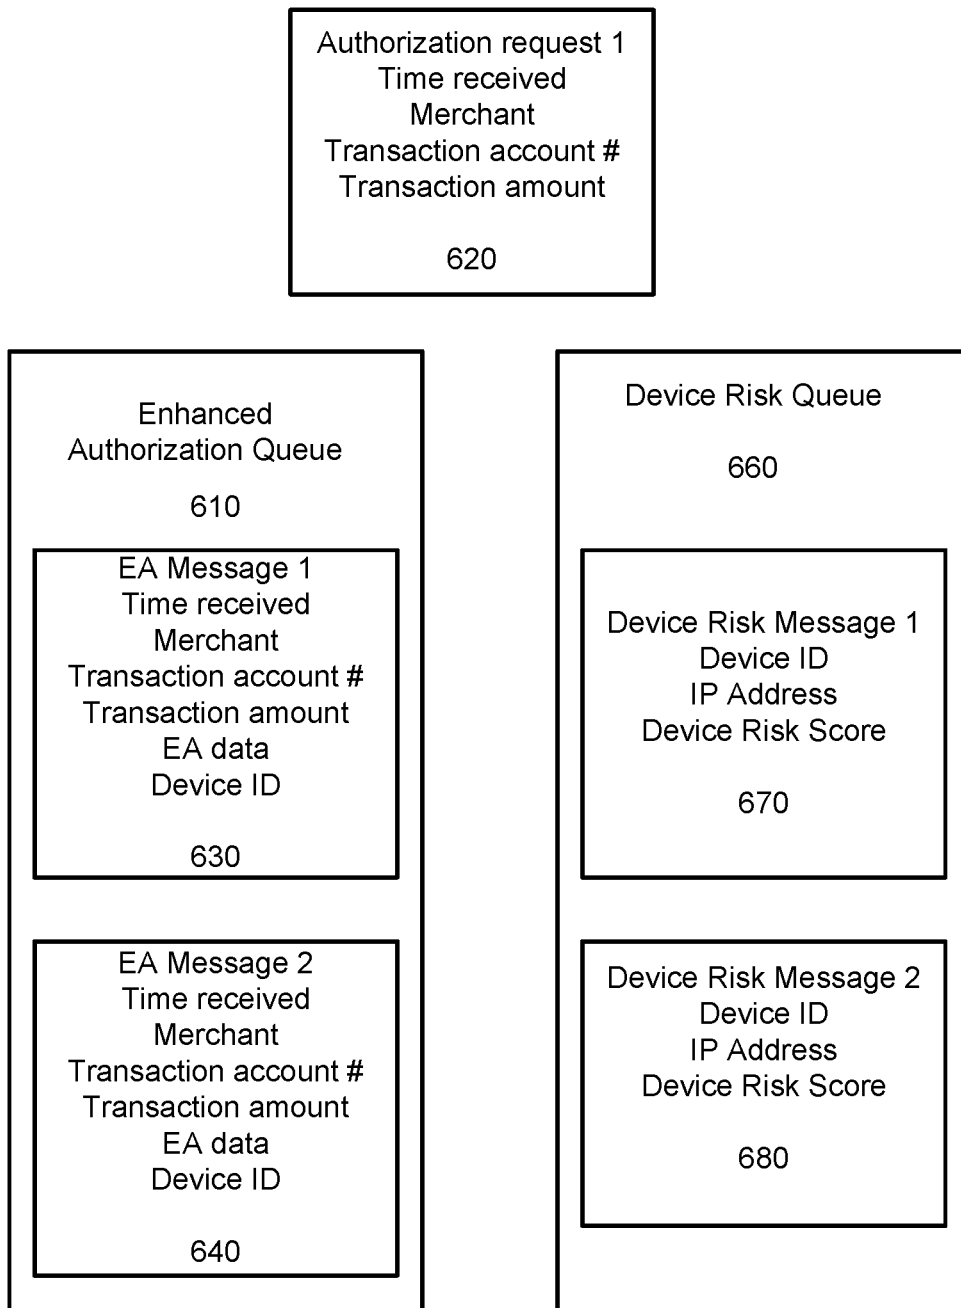 Authorization request 1
Time received
Merchant
Transaction account #
Transaction amount
620
Enhanced
Authorization Queue
610
EA Message 1
Time received
Merchant
Transaction account #
Transaction amount
EA data
Device ID
630
EA Message 2
Time received
Merchant
Transaction account #
Transaction amount
EA data
Device ID
640
Device Risk Queue
660
Device Risk Message 1
Device ID
IP Address
Device Risk Score
670
Device Risk Message 2
Device ID
IP Address
Device Risk Score
680